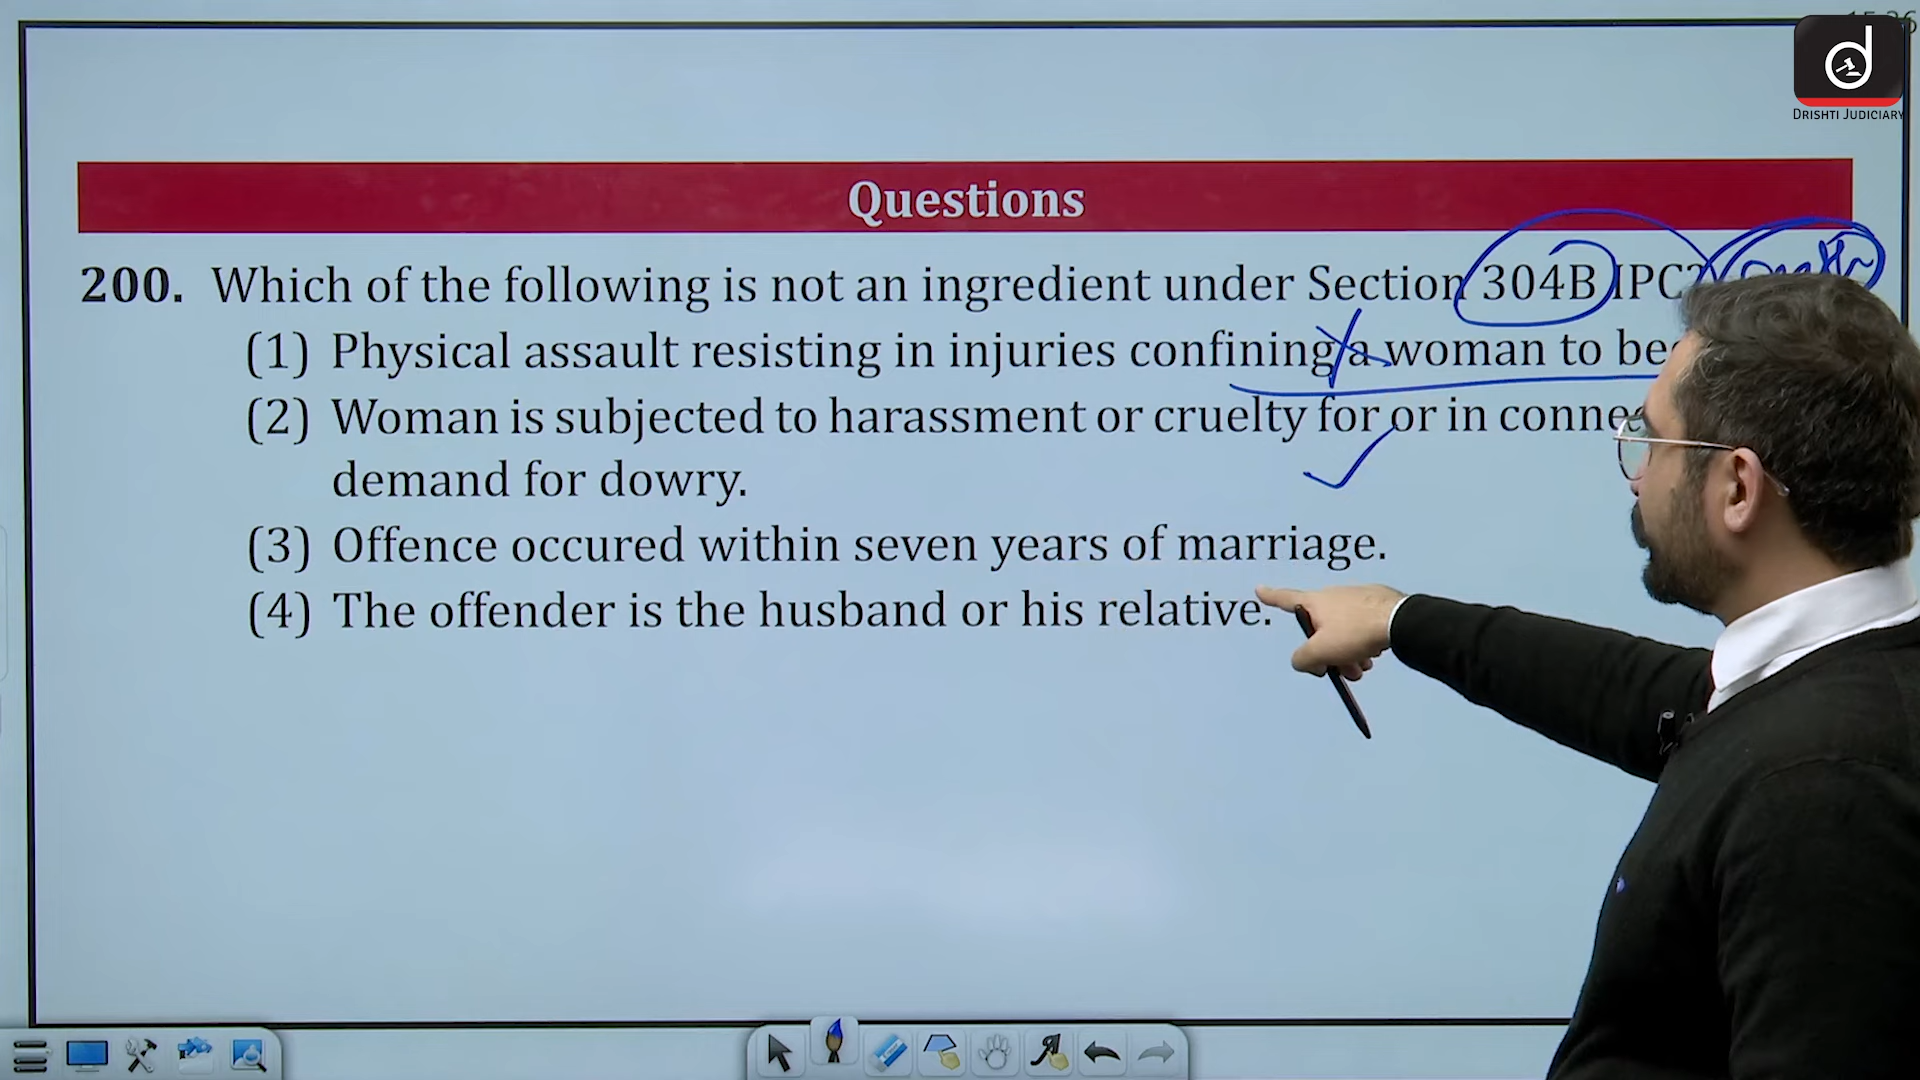 DRISHTI JUDICIARY
Questions
200. Which of the following is not an ingredient under Section 304B IPC?
(1) Physical assault resisting in injuries confining a woman to
(2) Woman is subjected to harassment or cruelty for or in
demand for dowry.
(3) Offence occured within seven years of marriage.
(4) The offender is the husband or his relative.